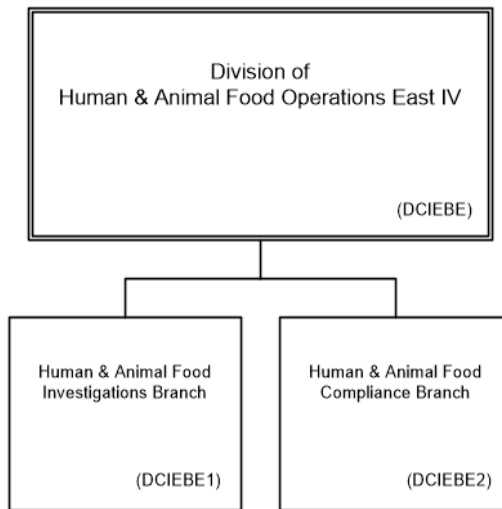 Division of
Human & Animal Food Operations East IV
(DCIEBE)
Human & Animal Food
Investigations Branch
(DCIEBE1)
Human & Animal Food
Compliance Branch
(DCIEBE2)